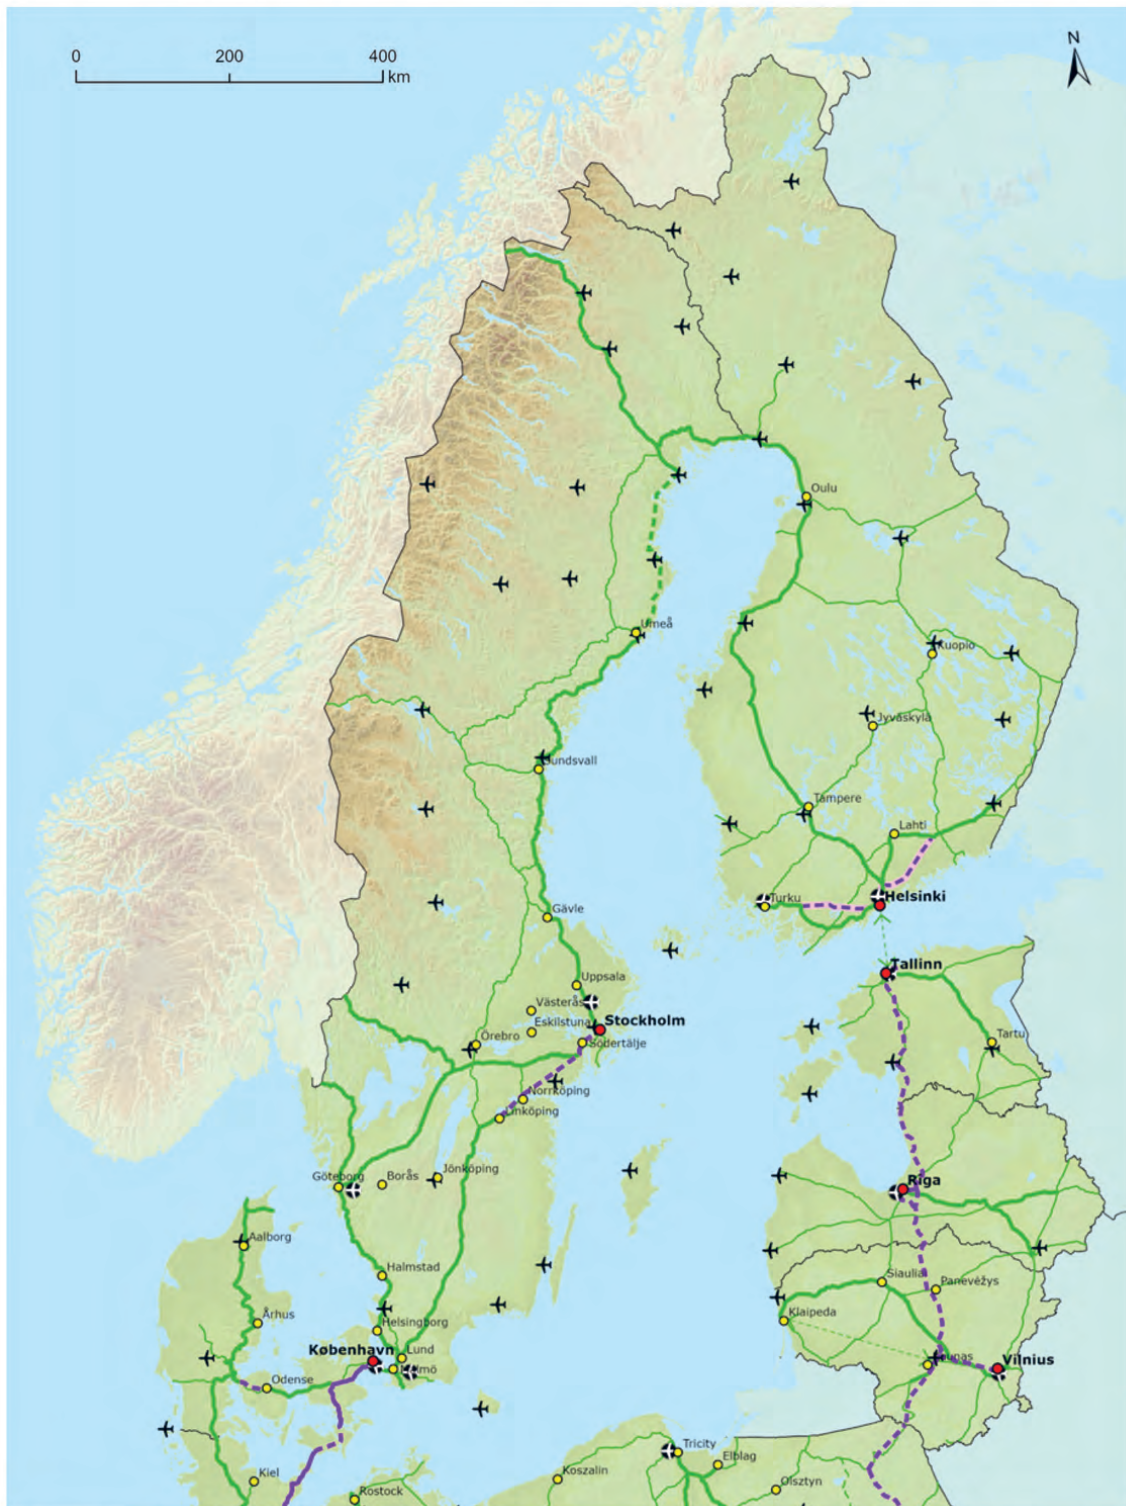 0 200 400
km
N
Oulu
Umeå
Kuopio
Jyväskylä
Sundsvall
Tampere
Lahti
Turku
Helsinki
Gävle
Tallinn
Uppsala
Västerås
Eskilstuna
Stockholm
Örebro
Södertälje
Tartu
Norrköping
Linköping
Göteborg
Borås
Jönköping
Riga
Aalborg
Halmstad
Siauliai
Panevėžys
Århus
Klaipeda
Helsingborg
København
Lund
Malmö
Kaunas
Vilnius
Odense
Tricity
Elblag
Kiel
Koszalin
Olsztyn
Rostock